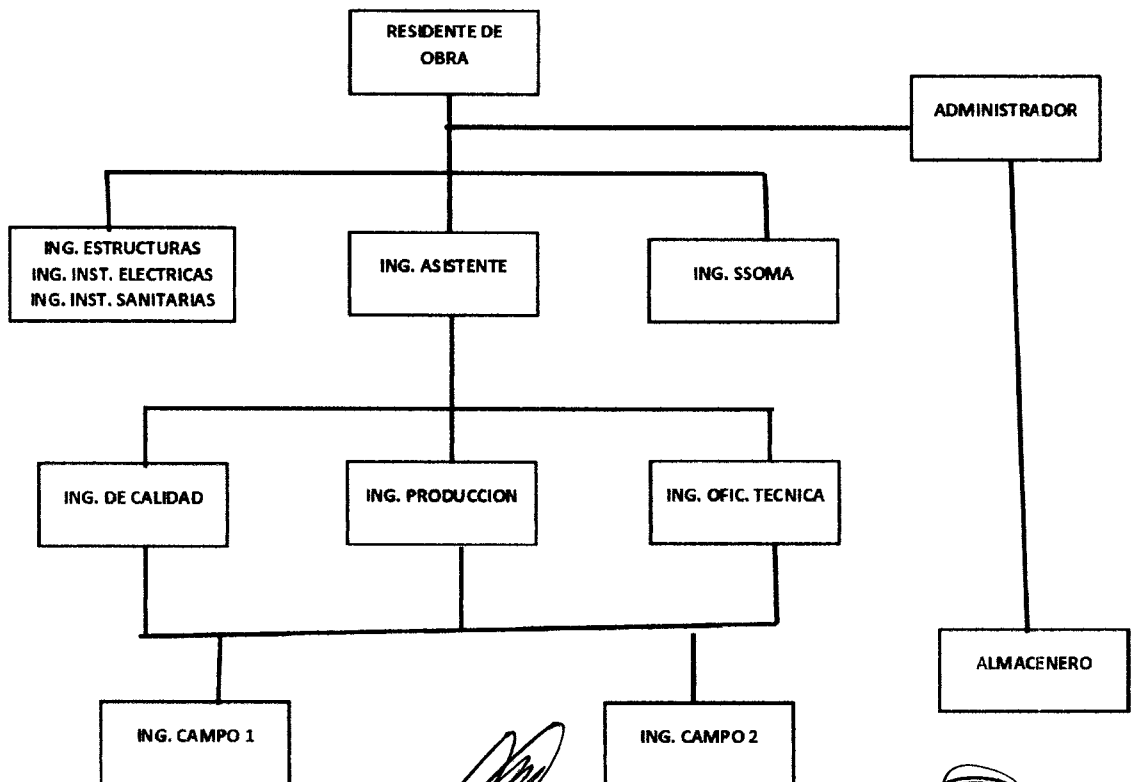 RESIDENTE DE
OBRA
ADMINISTRADOR
ING. ESTRUCTURAS
ING. INST. ELECTRICAS
ING. INST. SANITARIAS
ING. ASISTENTE
ING. SSOMA
ING. DE CALIDAD
ING. PRODUCCION
ING. OFIC. TECNICA
ALMACENERO
ING. CAMPO 1
ING. CAMPO 2